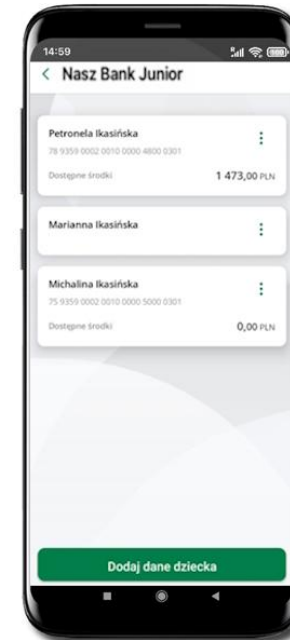 14:59
Nasz Bank Junior
Petronela Ikasińska
78 9359 0002 0010 0000 4800 0301
Dostępne środki 1 473,00 PLN
Marianna Ikasińska
Michalina Ikasińska
75 9359 0002 0010 0000 5000 0301
Dostępne środki 0,00 PLN
Dodaj dane dziecka